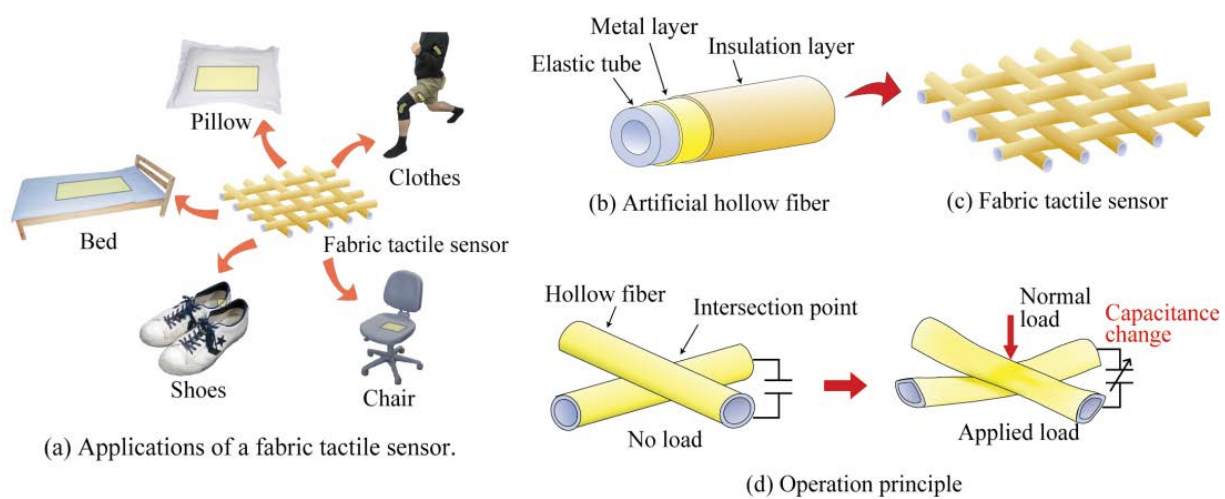 Pillow
Clothes
Bed
Fabric tactile sensor
Shoes
Chair
(a) Applications of a fabric tactile sensor.
Metal layer
Insulation layer
Elastic tube
(b) Artificial hollow fiber
(c) Fabric tactile sensor
Hollow fiber
Intersection point
No load
Normal
load
Capacitance
change
Applied load
(d) Operation principle